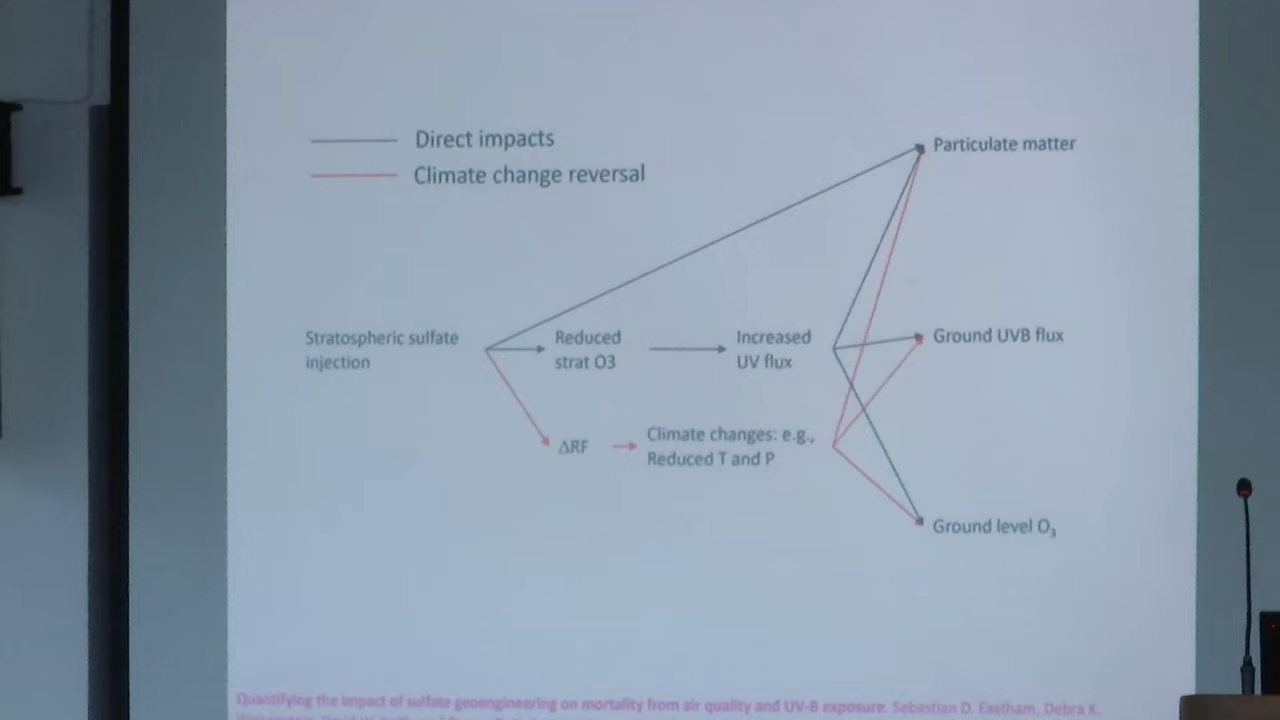 Direct impacts
Climate change reversal
Particulate matter
Stratospheric sulfate
injection
Reduced
strat O3
Increased
UV flux
Ground UVB flux
ΔRF
Climate changes: e.g.,
Reduced T and P
Ground level O₃
Quantifying the impact of sulfate geoengineering on mortality from air quality and UV-B exposure. Sebastian D. Eastham, Debra K.